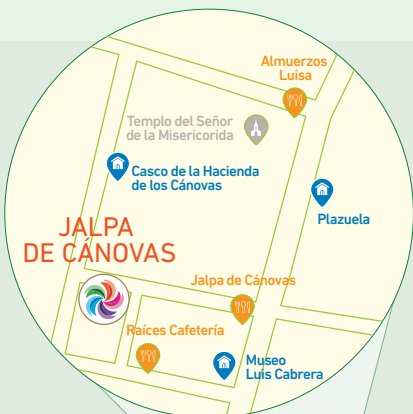 Almuerzos
Luisa
Templo del Señor
de la Misericorida
Casco de la Hacienda
de los Cánovas
Plazuela
JALPA
DE CÁNOVAS
Jalpa de Cánovas
Raíces Cafetería
Museo
Luis Cabrera